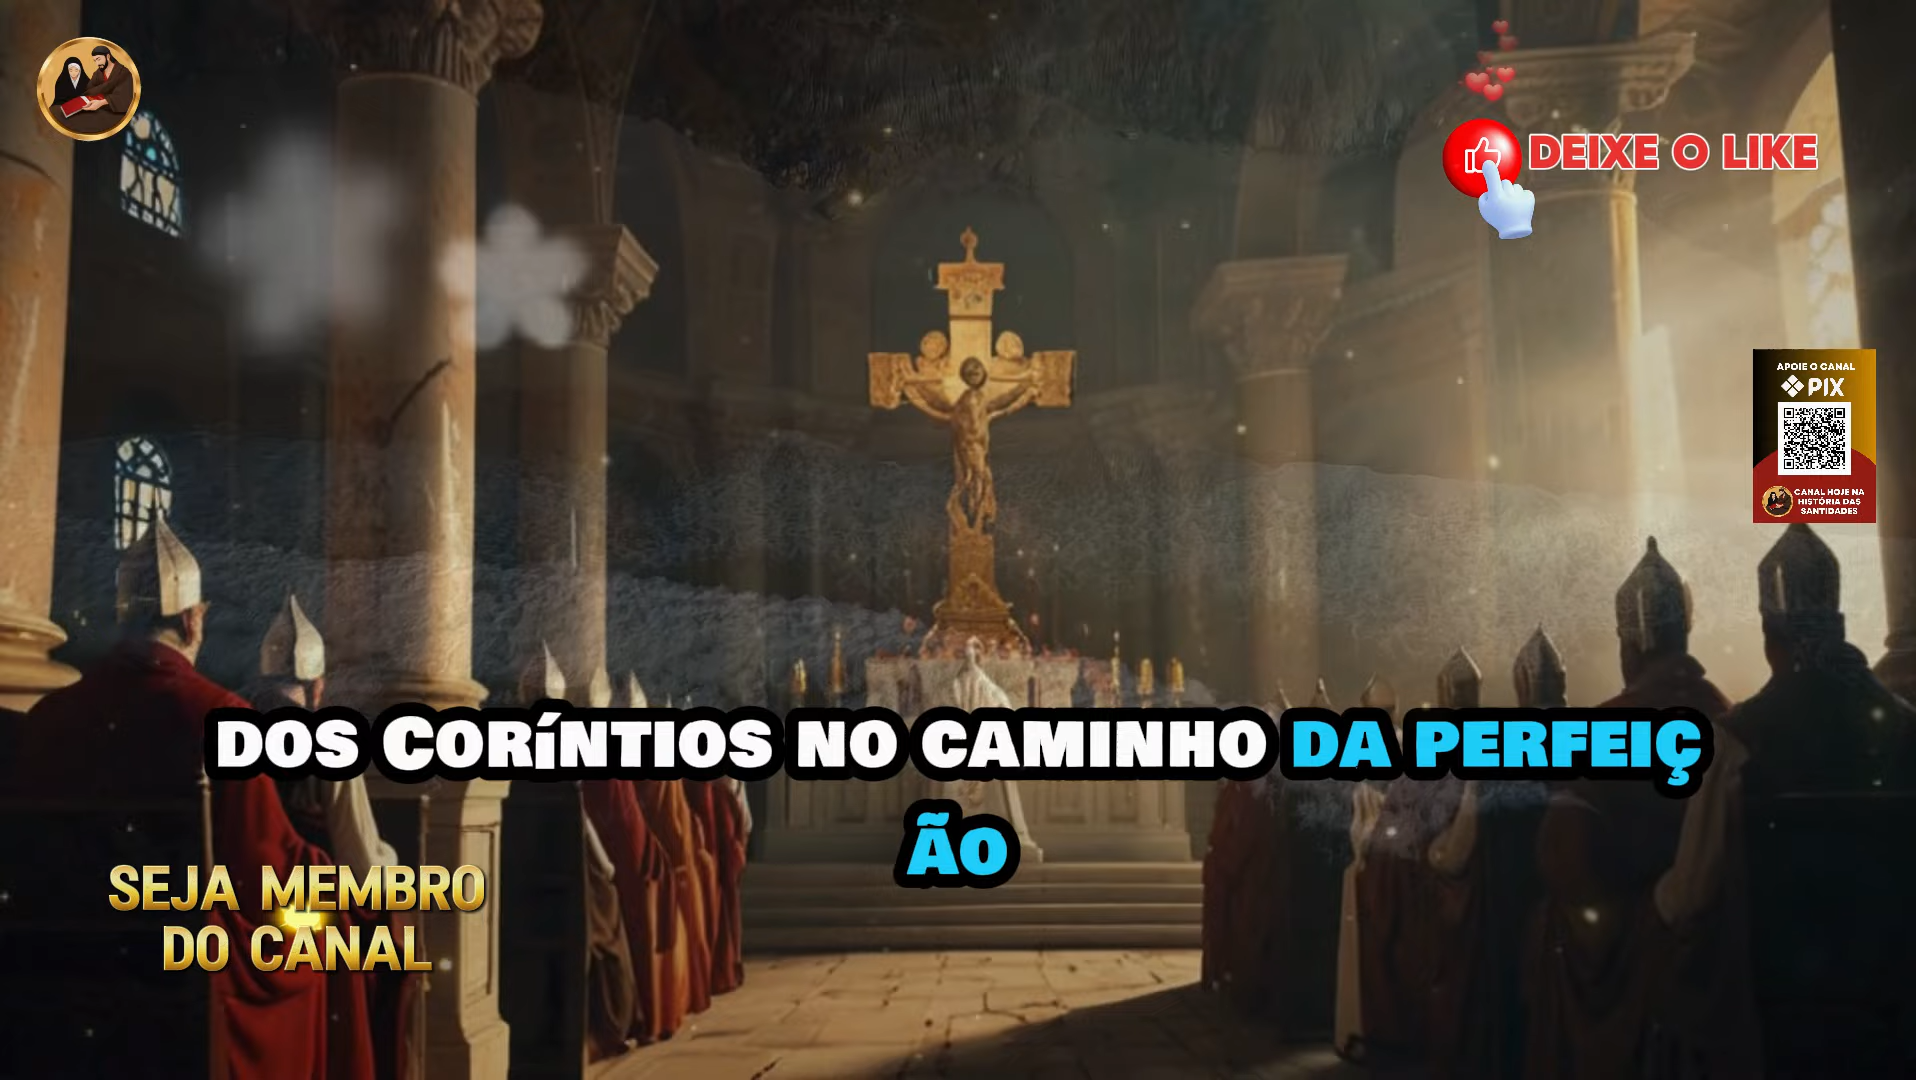 DEIXE O LIKE
APOIE O CANAL
PIX
CANAL HOJE NA
HISTÓRIA DAS
SANTIDADES
DOS CORÍNTIOS NO CAMINHO DA PERFEIÇ
ÃO
SEJA MEMBRO
DO CANAL